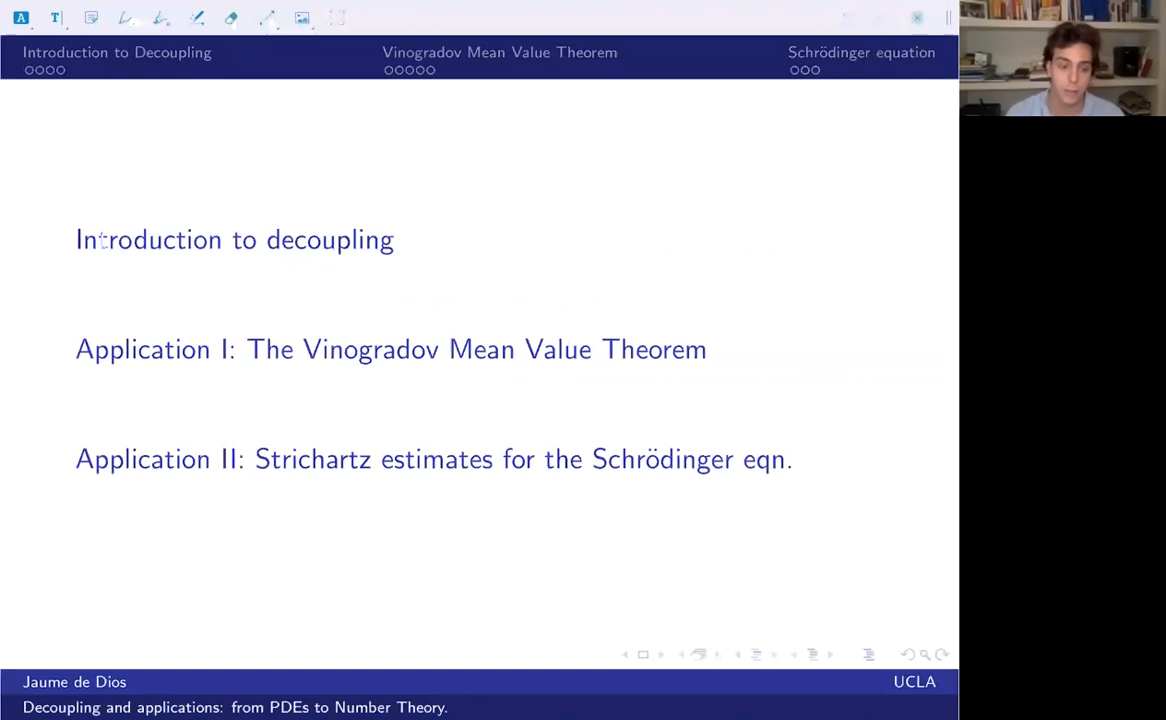 Introduction to Decoupling
Vinogradov Mean Value Theorem
Schrödinger equation
Introduction to decoupling
Application I: The Vinogradov Mean Value Theorem
Application II: Strichartz estimates for the Schrödinger eqn.
Jaume de Dios
UCLA
Decoupling and applications: from PDEs to Number Theory.